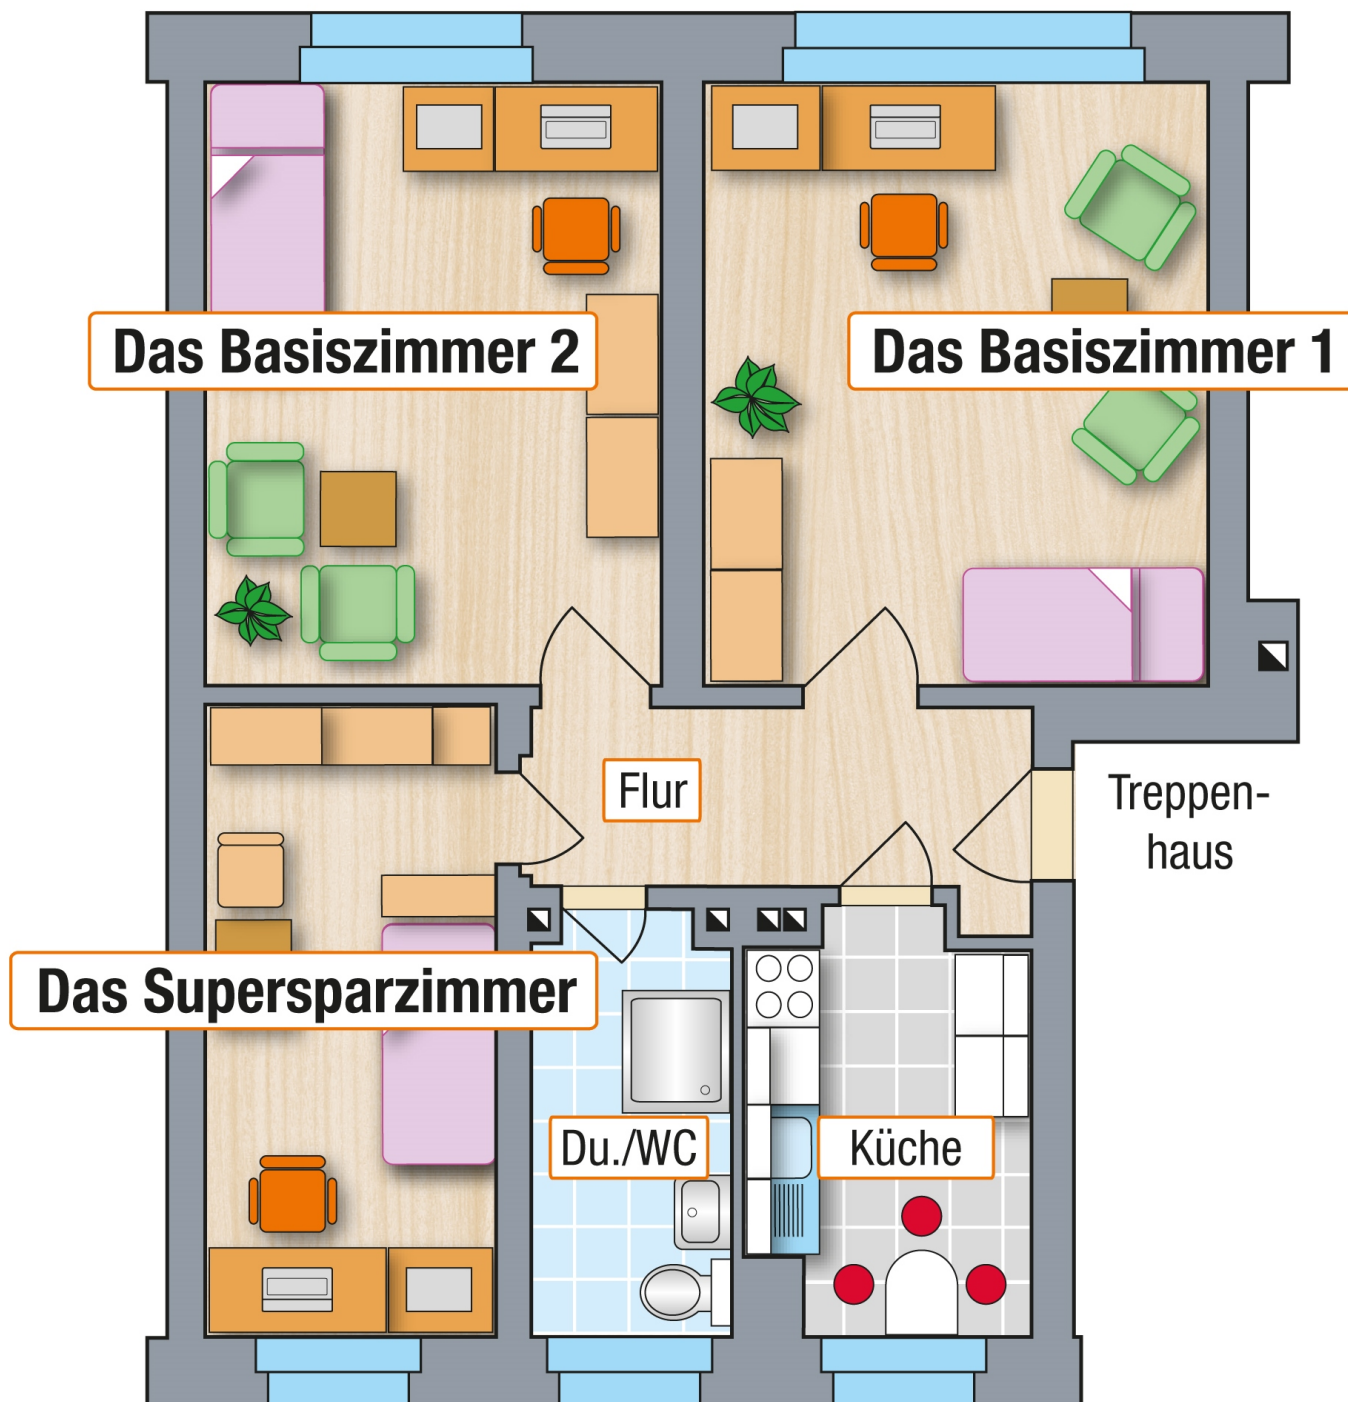 Das Basiszimmer 2
Das Basiszimmer 1
Flur
Treppen-
haus
Das Supersparzimmer
Du./WC
Küche